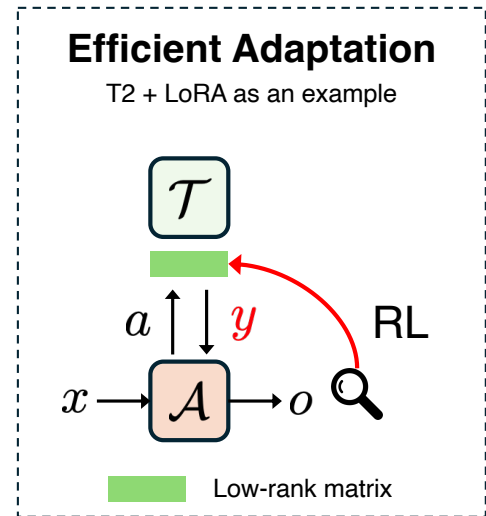 Efficient Adaptation
T2 + LoRA as an example
𝒯
a y RL
x 𝒜 o
Low-rank matrix